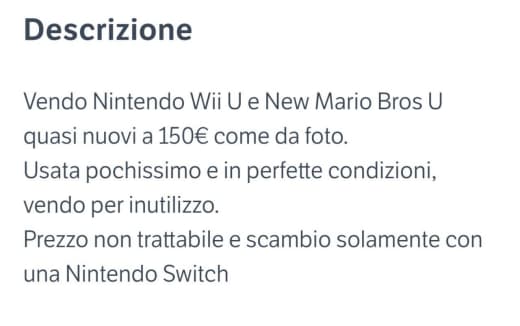 Descrizione
Vendo Nintendo Wii U e New Mario Bros U
quasi nuovi a 150€ come da foto.
Usata pochissimo e in perfette condizioni,
vendo per inutilizzo.
Prezzo non trattabile e scambio solamente con
una Nintendo Switch